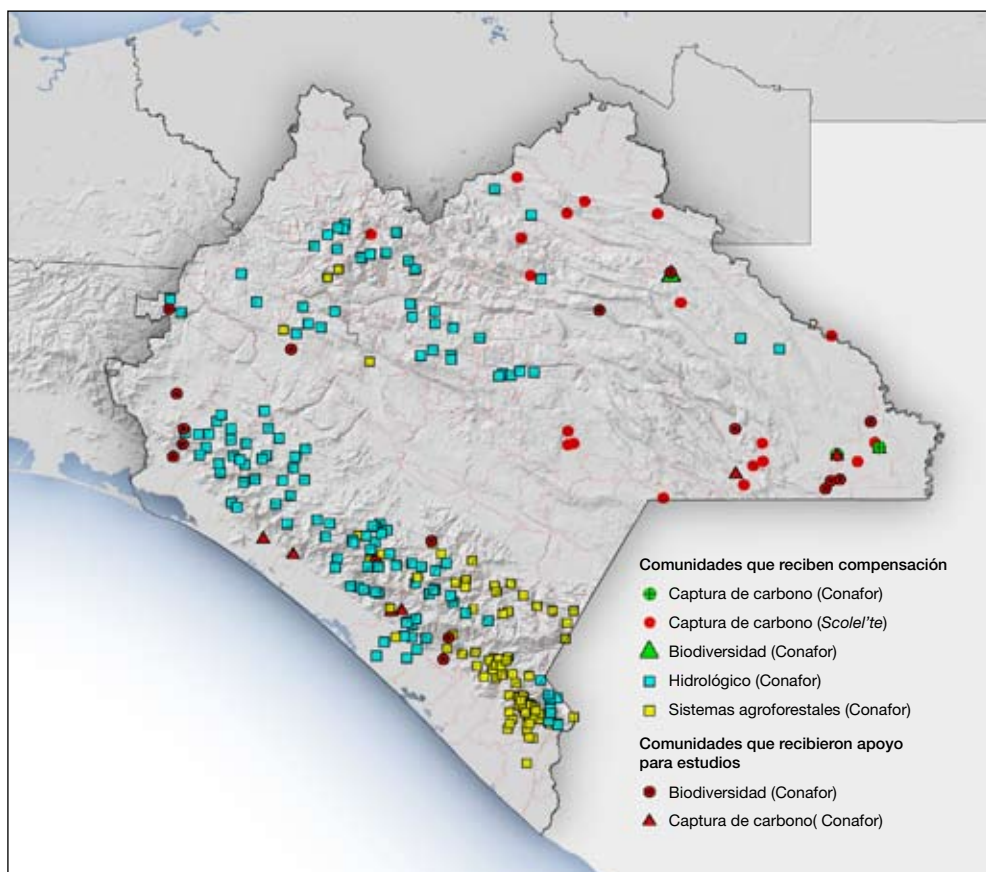 Comunidades que reciben compensación
Captura de carbono (Conafor)
Captura de carbono (Scolel'te)
Biodiversidad (Conafor)
Hidrológico (Conafor)
Sistemas agroforestales (Conafor)
Comunidades que recibieron apoyo
para estudios
Biodiversidad (Conafor)
Captura de carbono( Conafor)